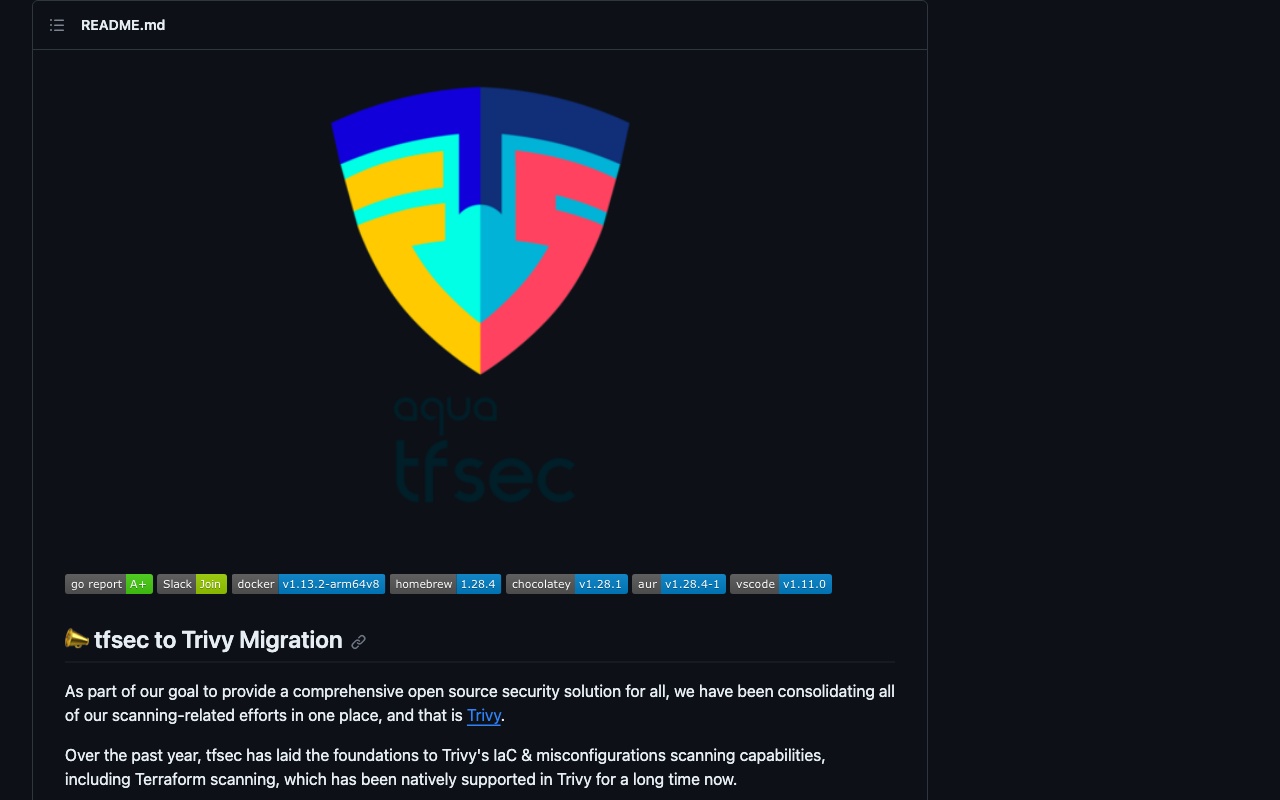 README.md
aqua
tfsec
go report A+ Slack Join docker v1.13.2-arm64v8 homebrew 1.28.4 chocolatey v1.28.1 aur v1.28.4-1 vscode v1.11.0
tfsec to Trivy Migration
As part of our goal to provide a comprehensive open source security solution for all, we have been consolidating all
of our scanning-related efforts in one place, and that is Trivy.
Over the past year, tfsec has laid the foundations to Trivy's IaC & misconfigurations scanning capabilities,
including Terraform scanning, which has been natively supported in Trivy for a long time now.